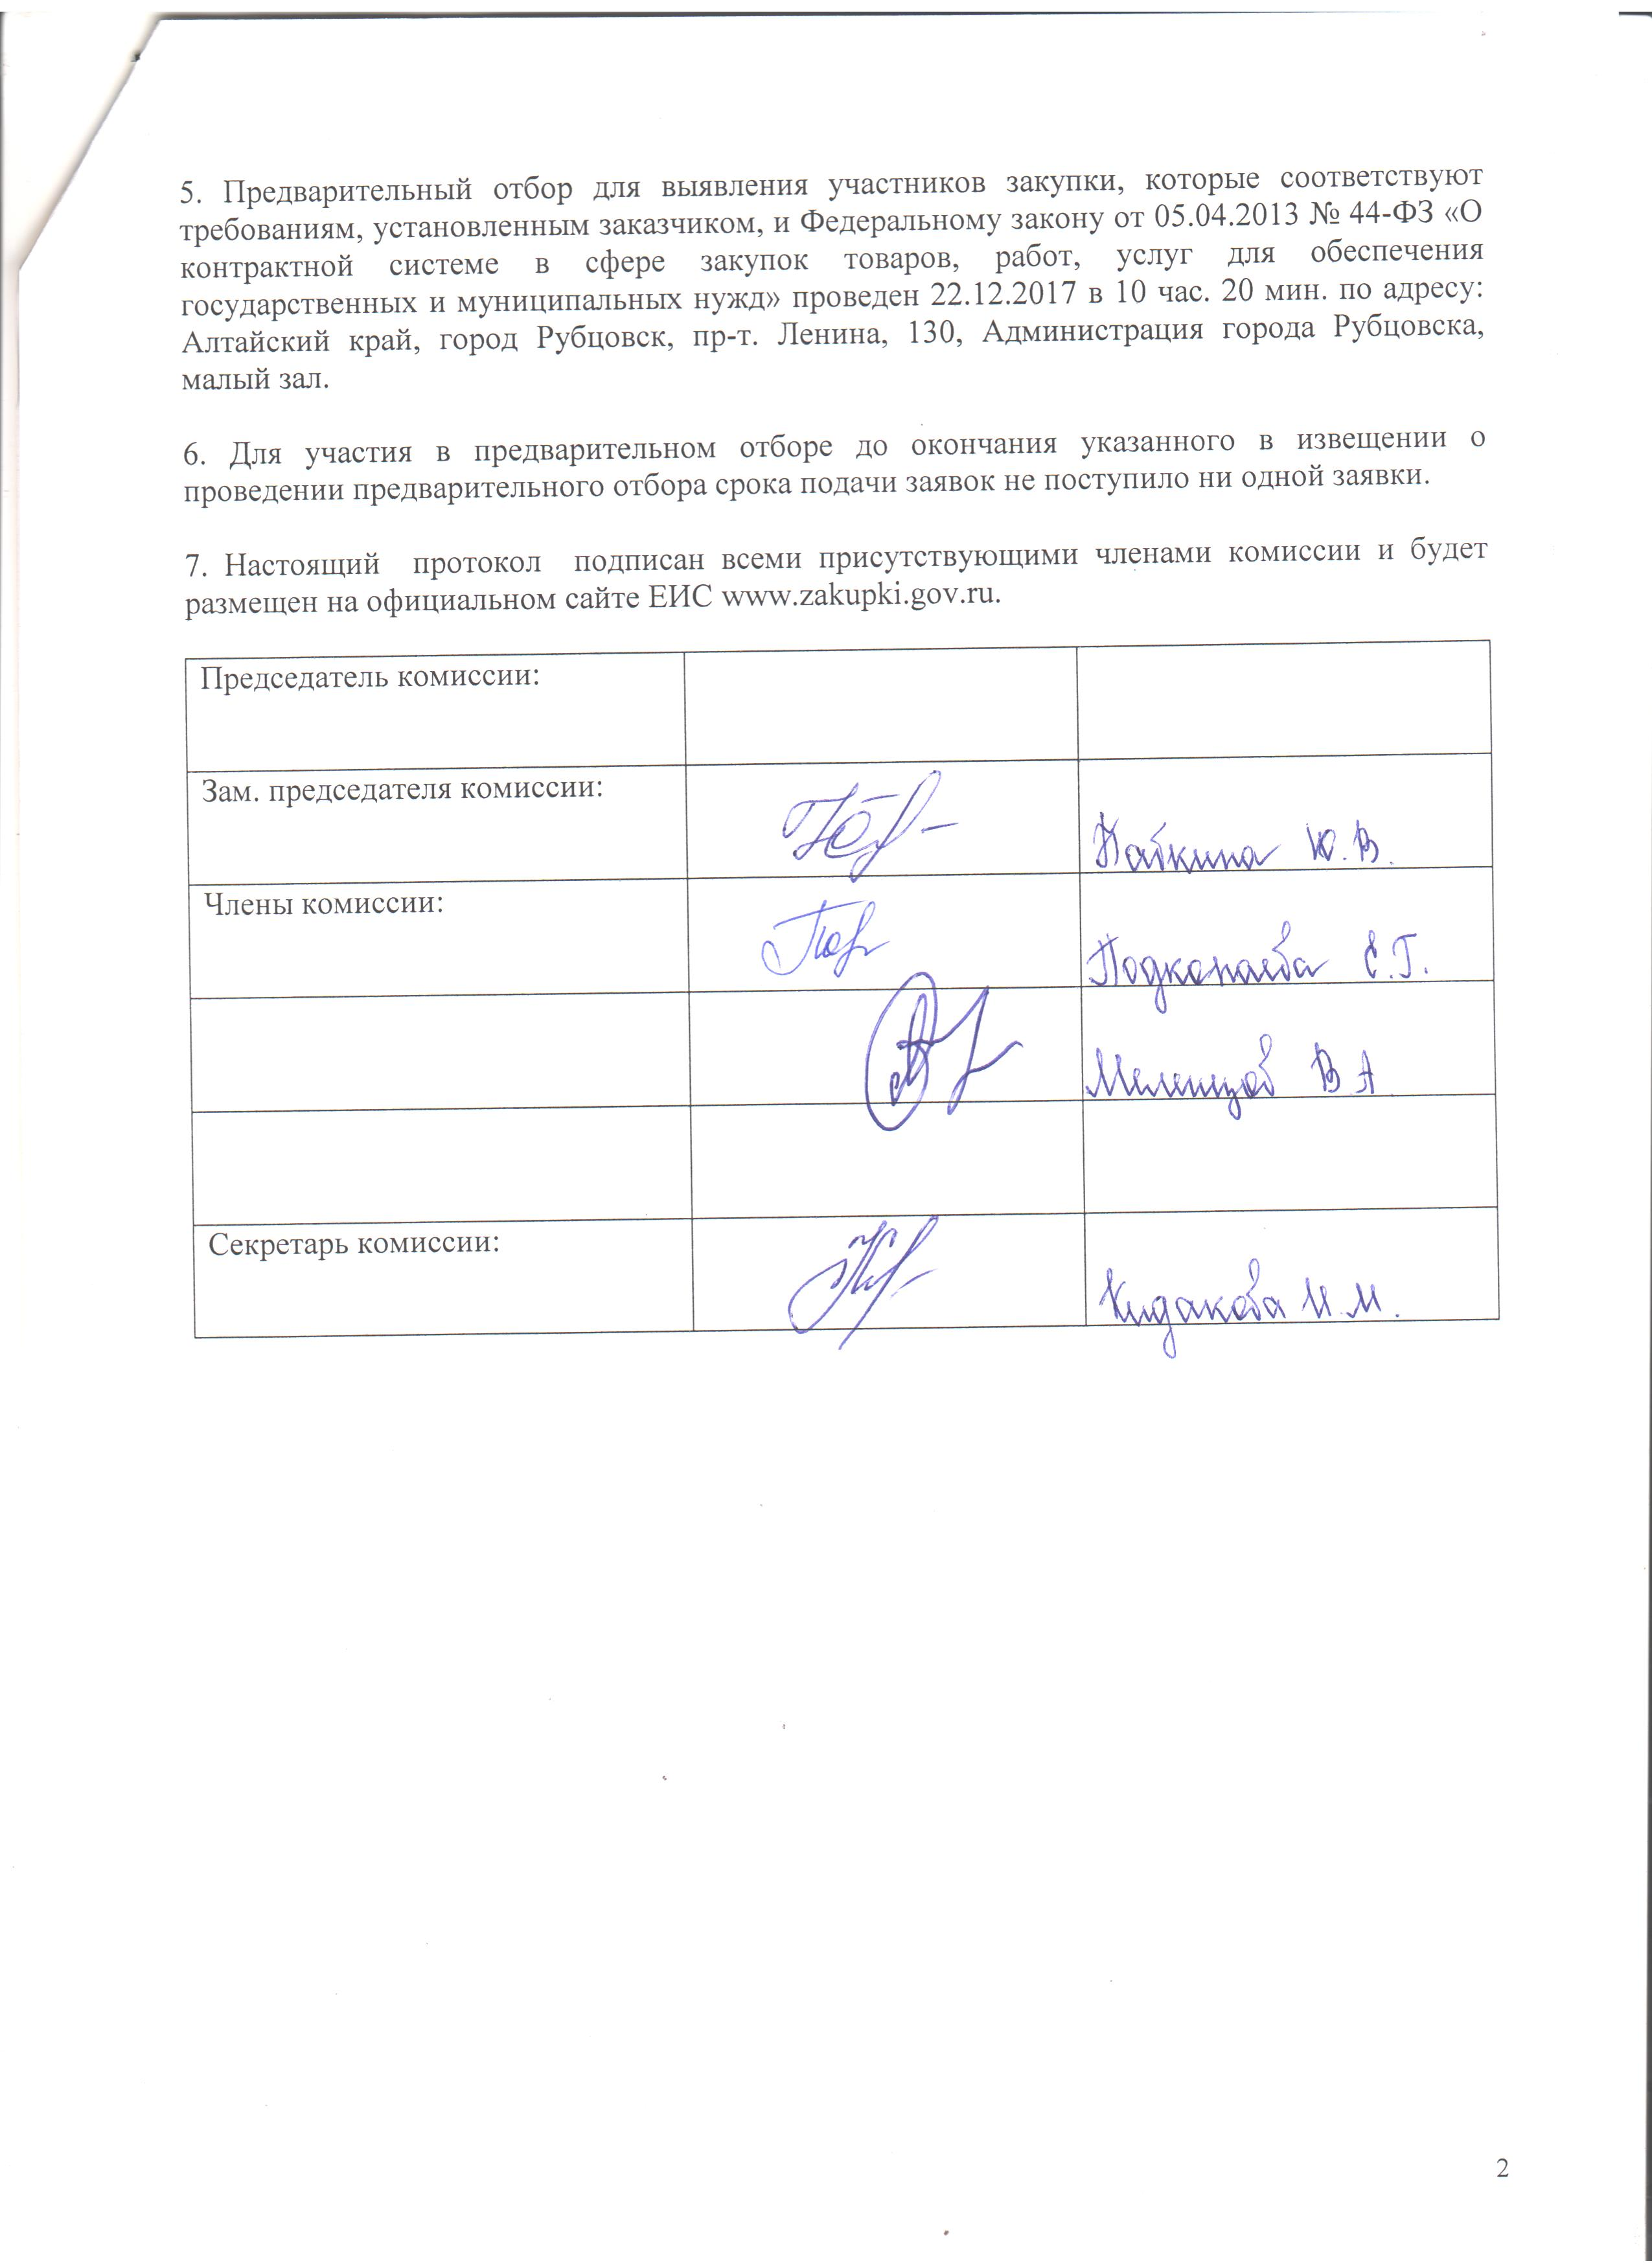 5. Предварительный отбор для выявления участников закупки, которые соответствуют
требованиям, установленным заказчиком, и Федеральному закону от 05.04.2013 № 44-ФЗ «О
контрактной системе в сфере закупок товаров, работ, услуг для обеспечения
государственных и муниципальных нужд» проведен 22.12.2017 в 10 час. 20 мин. по адресу:
Алтайский край, город Рубцовск, пр-т. Ленина, 130, Администрация города Рубцовска,
малый зал.
6. Для участия в предварительном отборе до окончания указанного в извещении о
проведении предварительного отбора срока подачи заявок не поступило ни одной заявки.
7. Настоящий протокол подписан всеми присутствующими членами комиссии и будет
размещен на официальном сайте ЕИС www.zakupki.gov.ru.
Председатель комиссии:
Зам. председателя комиссии:
Ю.В.
Члены комиссии:
Подкопаева С.Г.
В А
Секретарь комиссии:
Кудакова И.М.
2